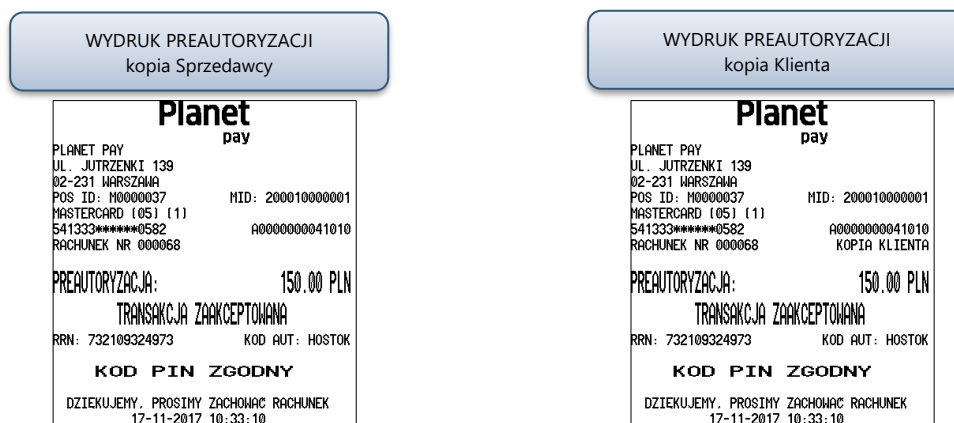 WYDRUK PREAUTORYZACJI
kopia Sprzedawcy
Planet
pay
PLANET PAY
UL. JUTRZENKI 139
02-231 WARSZAWA
POS ID: M0000037 MID: 200010000001
MASTERCARD (05) (1)
541333******0582 A0000000041010
RACHUNEK NR 000068
PREAUTORYZACJA: 150.00 PLN
TRANSAKCJA ZAAKCEPTOWANA
RRN: 732109324973 KOD AUT: HOSTOK
KOD PIN ZGODNY
DZIEKUJEMY, PROSIMY ZACHOWAĆ RACHUNEK
17-11-2017 10:33:10
WYDRUK PREAUTORYZACJI
kopia Klienta
Planet
pay
PLANET PAY
UL. JUTRZENKI 139
02-231 WARSZAWA
POS ID: M0000037 MID: 200010000001
MASTERCARD (05) (1)
541333******0582 A0000000041010
RACHUNEK NR 000068 KOPIA KLIENTA
PREAUTORYZACJA: 150.00 PLN
TRANSAKCJA ZAAKCEPTOWANA
RRN: 732109324973 KOD AUT: HOSTOK
KOD PIN ZGODNY
DZIEKUJEMY, PROSIMY ZACHOWAĆ RACHUNEK
17-11-2017 10:33:10